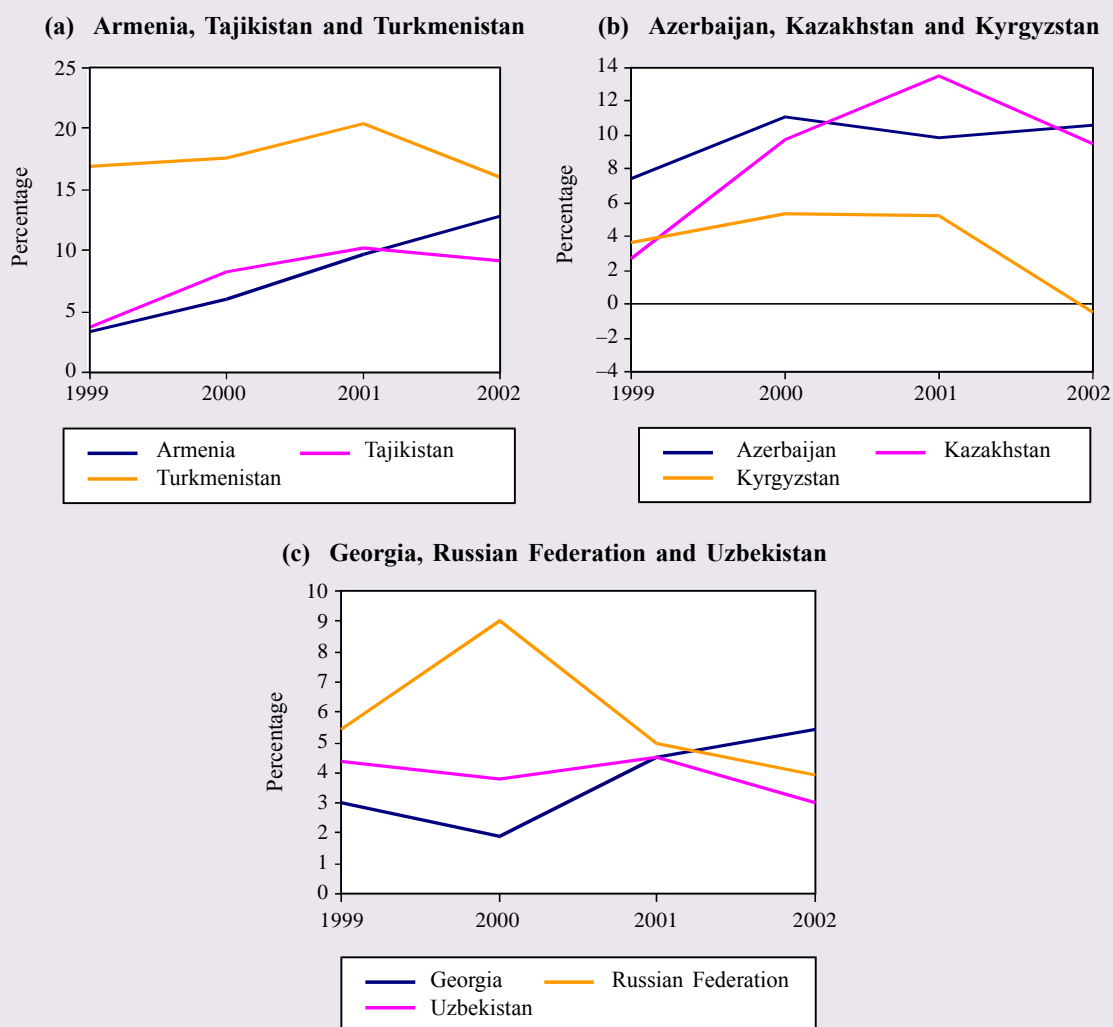 (a) Armenia, Tajikistan and Turkmenistan
25
20
15
10
5
0
Percentage
1999 2000 2001 2002
Armenia Tajikistan
Turkmenistan
(b) Azerbaijan, Kazakhstan and Kyrgyzstan
14
12
10
8
6
4
2
0
–2
–4
Percentage
1999 2000 2001 2002
Azerbaijan Kazakhstan
Kyrgyzstan
(c) Georgia, Russian Federation and Uzbekistan
10
9
8
7
6
5
4
3
2
1
0
Percentage
1999 2000 2001 2002
Georgia Russian Federation
Uzbekistan